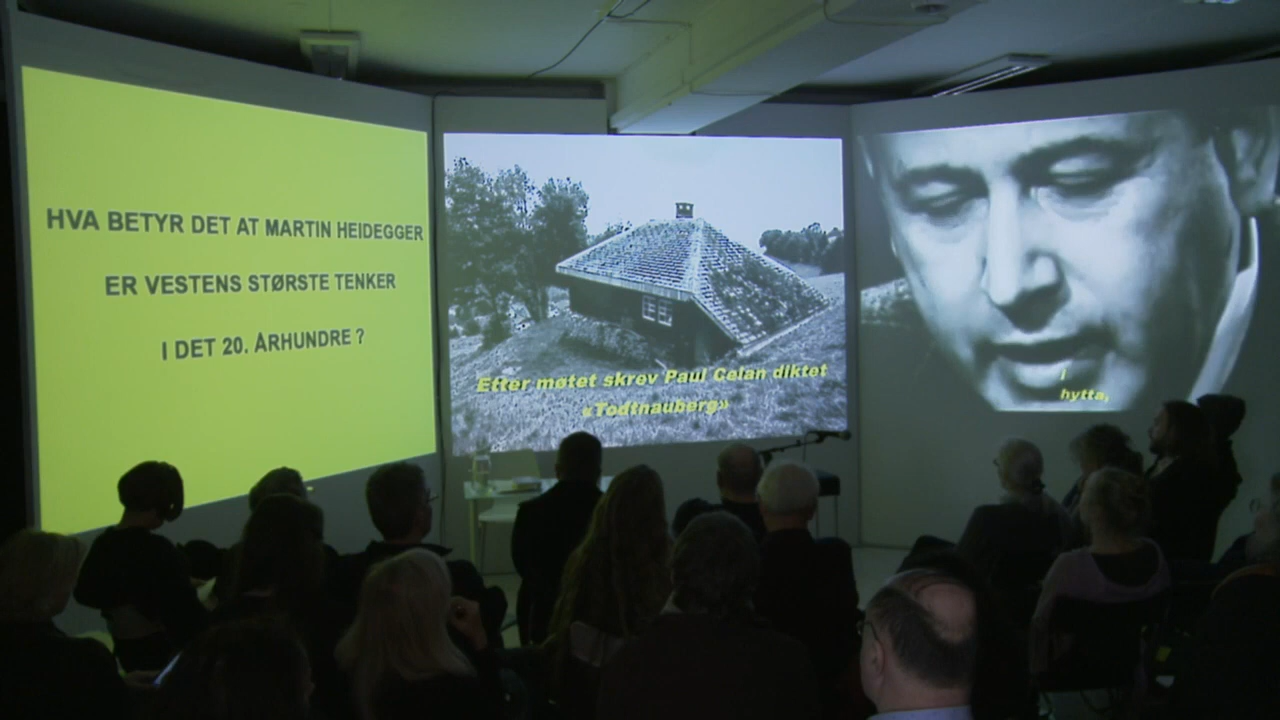 HVA BETYR DET AT MARTIN HEIDEGGER
ER VESTENS STØRSTE TENKER
I DET 20. ÅRHUNDRE ?
Etter møtet skrev Paul Celan diktet
«Todtnauberg»
i
hytta,